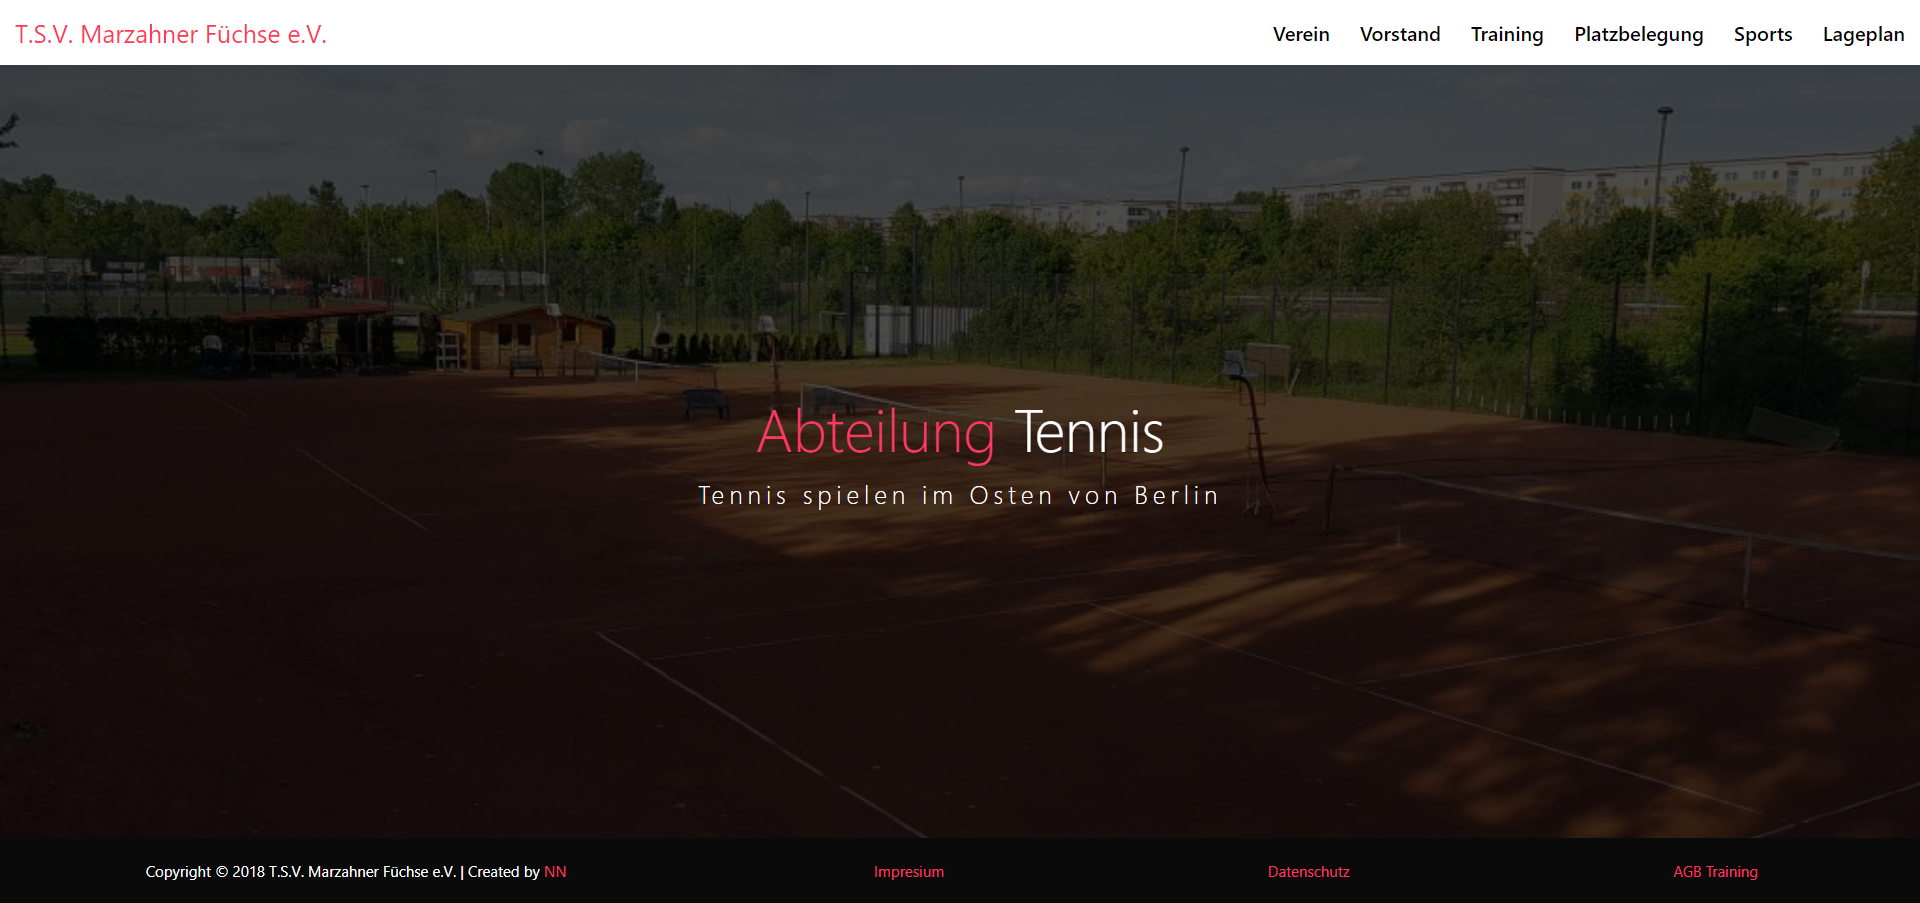 T.S.V. Marzahner Füchse e.V.
Verein Vorstand Training Platzbelegung Sports Lageplan
Abteilung Tennis
Tennis spielen im Osten von Berlin
Copyright © 2018 T.S.V. Marzahner Füchse e.V. | Created by NN
Impresium
Datenschutz
AGB Training